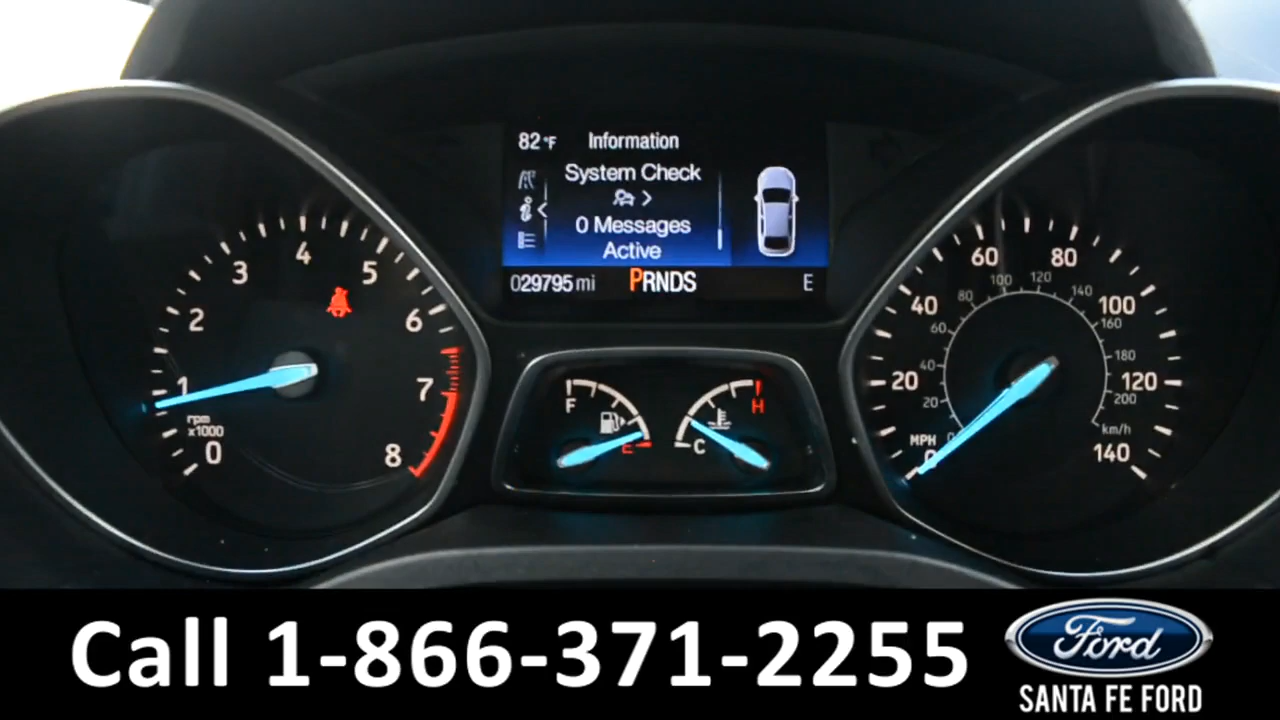 82°F Information
System Check
0 Messages
Active
029795 mi PRNDS E
0 1 2 3 4 5 6 7 8
rpm
x1000
F E
C H
0 20 40 60 80 100 120 140
MPH
0 20 40 60 80 100 120 140 160 180 200
km/h
Call 1-866-371-2255
Ford
SANTA FE FORD